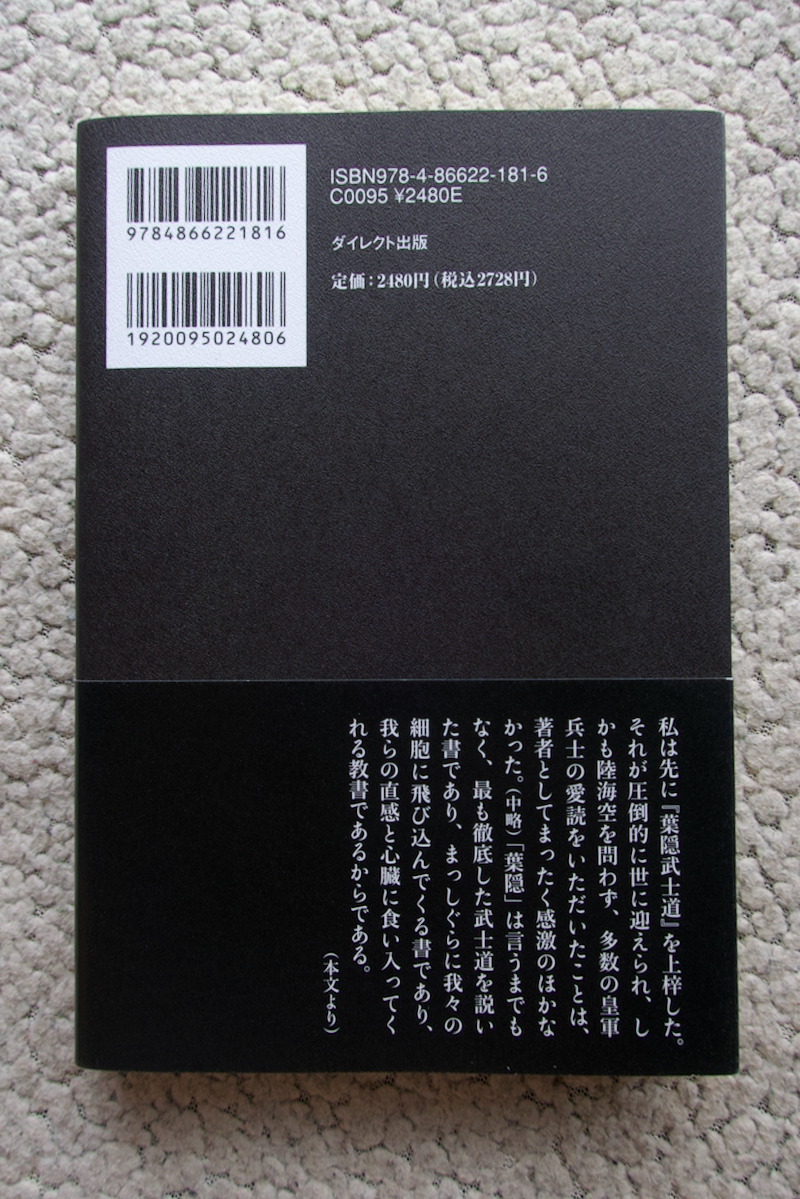 9784866221816
1920095024806
ISBN978-4-86622-181-6
C0095 ¥2480E
ダイレクト出版
定価：2480円（税込2728円）
私は先に『葉隠武士道』を上梓した。
それが圧倒的に世に迎えられ、し
かも陸海空を問わず、多数の皇軍
兵士の愛読をいただいたことは、
著者としてまったく感激のほかな
かった。（中略）「葉隠」は言うまでも
なく、最も徹底した武士道を説い
た書であり、まっしぐらに我々の
細胞に飛び込んでくる書であり、
我らの直感と心臓に食い入ってく
れる教書であるからである。
（本文より）